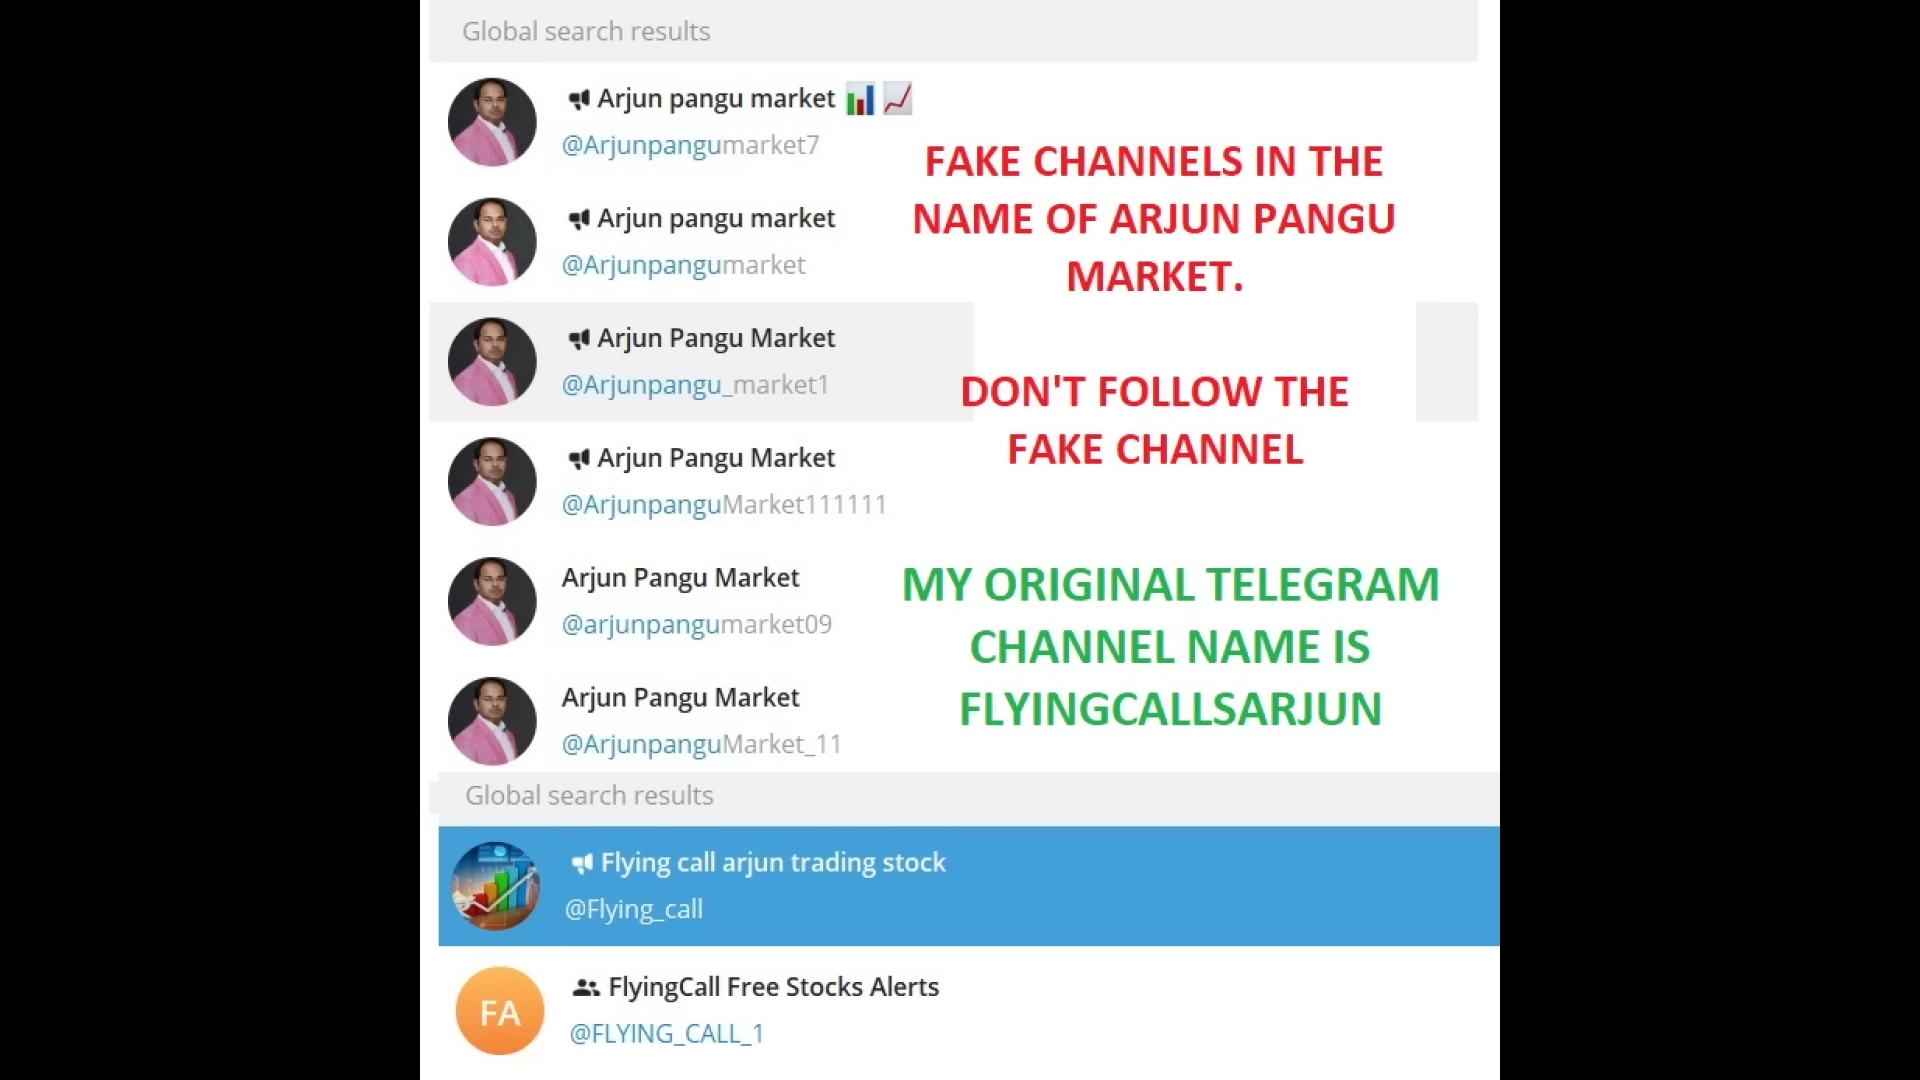 Global search results
Arjun pangu market
@Arjunpangumarket7
FAKE CHANNELS IN THE
NAME OF ARJUN PANGU
MARKET.
Arjun pangu market
@Arjunpangumarket
Arjun Pangu Market
@Arjunpangu_market1
DON'T FOLLOW THE
FAKE CHANNEL
Arjun Pangu Market
@ArjunpanguMarket111111
Arjun Pangu Market
@arjunpangumarket09
MY ORIGINAL TELEGRAM
CHANNEL NAME IS
FLYINGCALLSARJUN
Arjun Pangu Market
@ArjunpanguMarket_11
Global search results
Flying call arjun trading stock
@Flying_call
FA
FlyingCall Free Stocks Alerts
@FLYING_CALL_1